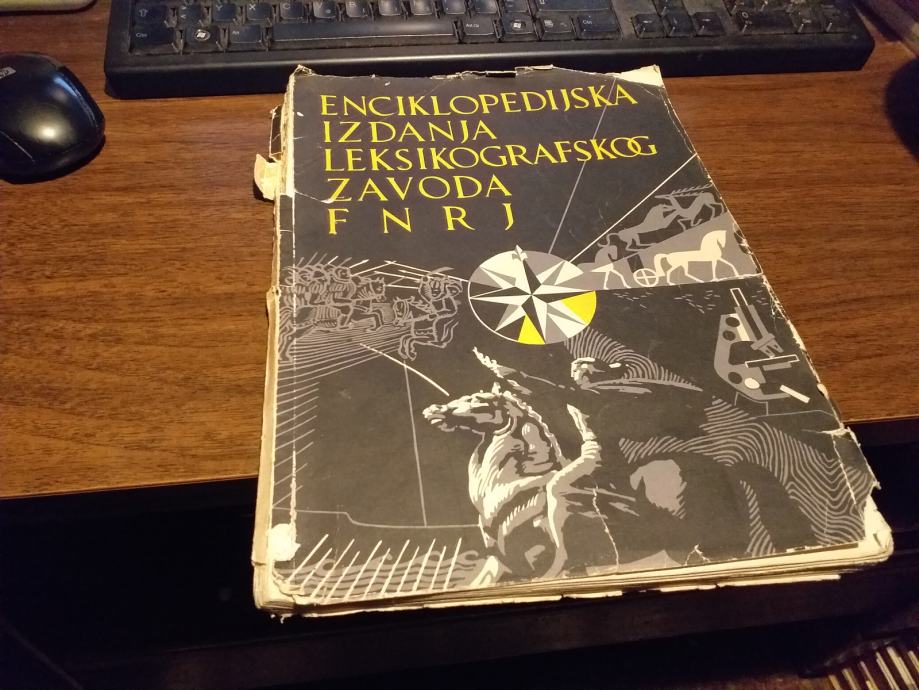 ENCIKLOPEDIJSKA
IZDANJA
LEKSIKOGRAFSKOG
ZAVODA
F N R J